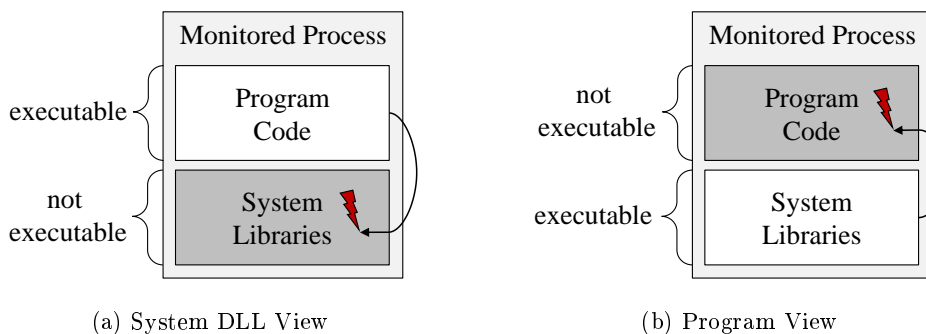 Monitored Process
executable
Program
Code
not
executable
System
Libraries
(a) System DLL View
Monitored Process
not
executable
Program
Code
executable
System
Libraries
(b) Program View